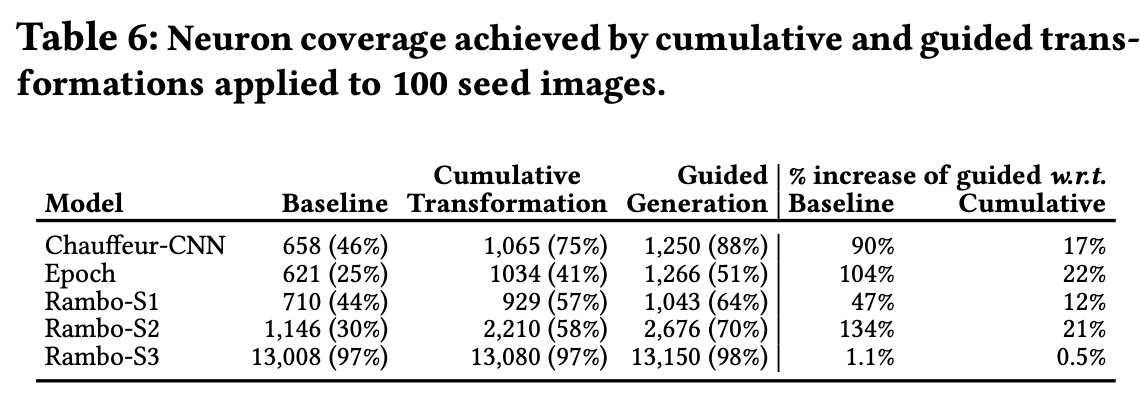 Table 6: Neuron coverage achieved by cumulative and guided trans-
formations applied to 100 seed images.
Cumulative Guided % increase of guided w.r.t.
Model Baseline Transformation Generation Baseline Cumulative
Chauffeur-CNN 658 (46%) 1,065 (75%) 1,250 (88%) 90% 17%
Epoch 621 (25%) 1034 (41%) 1,266 (51%) 104% 22%
Rambo-S1 710 (44%) 929 (57%) 1,043 (64%) 47% 12%
Rambo-S2 1,146 (30%) 2,210 (58%) 2,676 (70%) 134% 21%
Rambo-S3 13,008 (97%) 13,080 (97%) 13,150 (98%) 1.1% 0.5%